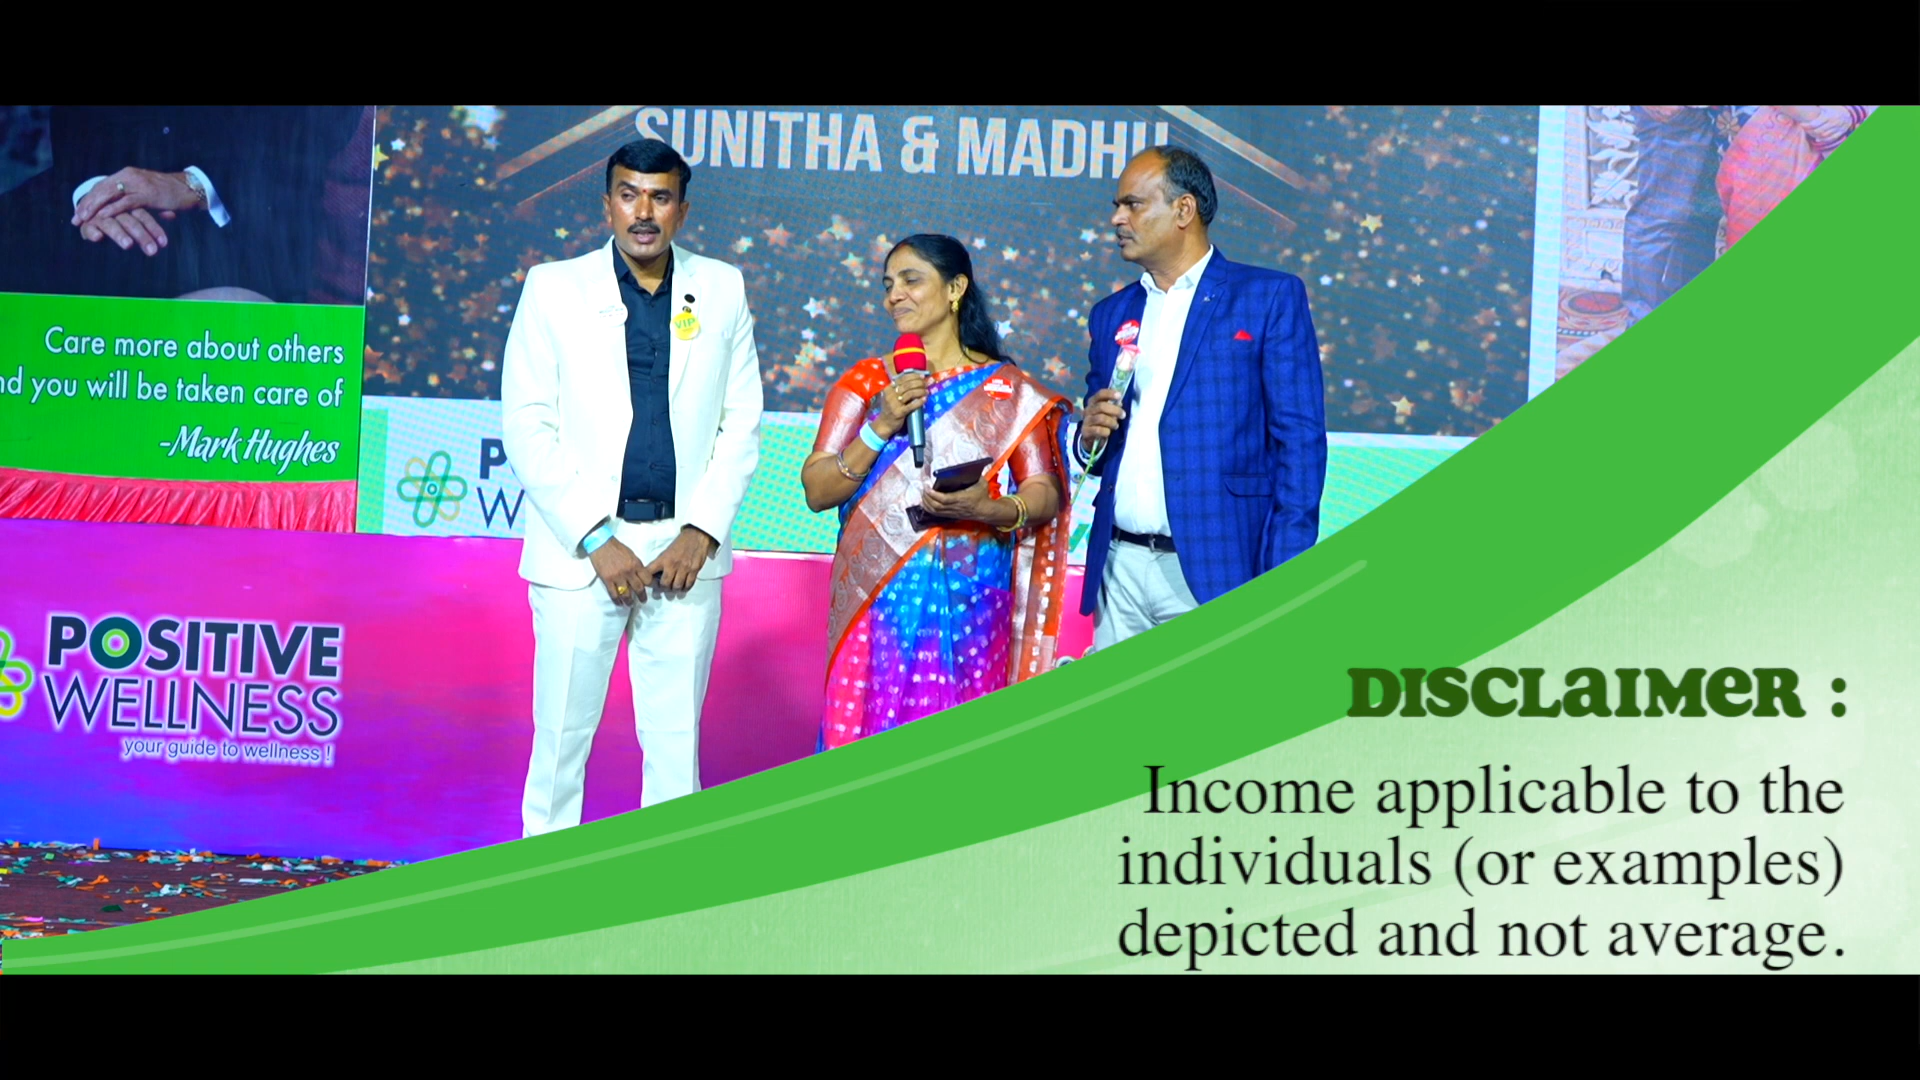 SUNITHA & MADHU
Care more about others
nd you will be taken care of
-Mark Hughes
P
W
VIP
POSITIVE
WELLNESS
your guide to wellness !
DISCLaIMeR :
Income applicable to the
individuals (or examples)
depicted and not average.